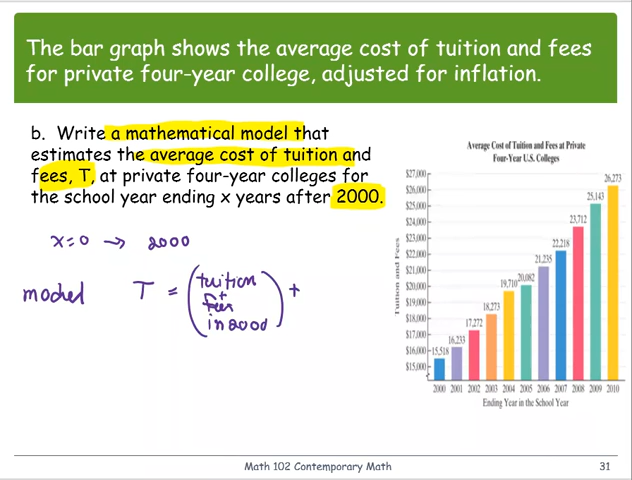 The bar graph shows the average cost of tuition and fees
for private four-year college, adjusted for inflation.
b. Write a mathematical model that
estimates the average cost of tuition and
fees, T, at private four-year colleges for
the school year ending x years after 2000.
x=0 → 2000
model T = (tuition + fees in 2000) +
Average Cost of Tuition and Fees at Private
Four-Year U.S. Colleges
Tuition and Fees
$27,000
$26,000
$25,000
$24,000
$23,000
$22,000
$21,000
$20,000
$19,000
$18,000
$17,000
$16,000
$15,000
15,518
16,233
17,272
18,273
19,710
20,082
21,235
22,218
23,712
25,143
26,273
2000 2001 2002 2003 2004 2005 2006 2007 2008 2009 2010
Ending Year in the School Year
Math 102 Contemporary Math
31